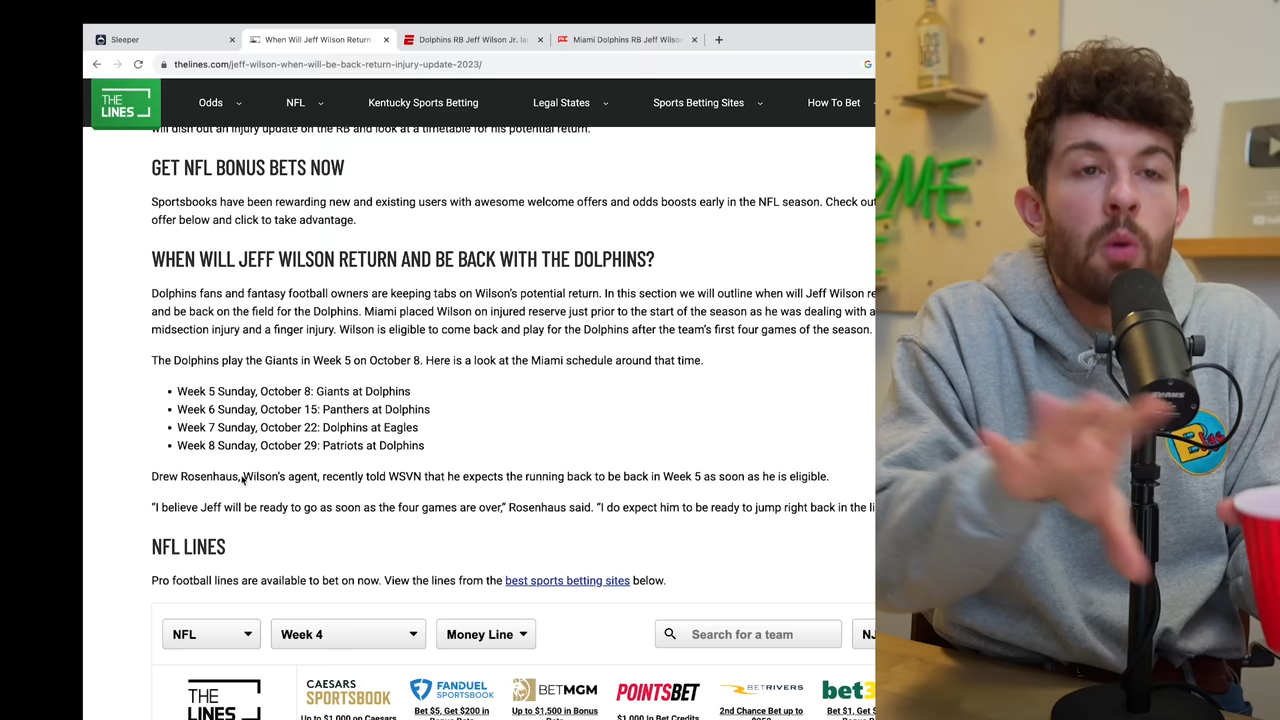 Sleeper
When Will Jeff Wilson Return
Dolphins RB Jeff Wilson Jr. lan
Miami Dolphins RB Jeff Wilson
thelines.com/jeff-wilson-when-will-be-back-return-injury-update-2023/
THE LINES
Odds
NFL
Kentucky Sports Betting
Legal States
Sports Betting Sites
How To Bet
will dish out an injury update on the RB and look at a timetable for his potential return.
GET NFL BONUS BETS NOW
Sportsbooks have been rewarding new and existing users with awesome welcome offers and odds boosts early in the NFL season. Check out
offer below and click to take advantage.
WHEN WILL JEFF WILSON RETURN AND BE BACK WITH THE DOLPHINS?
Dolphins fans and fantasy football owners are keeping tabs on Wilson's potential return. In this section we will outline when will Jeff Wilson re
and be back on the field for the Dolphins. Miami placed Wilson on injured reserve just prior to the start of the season as he was dealing with a
midsection injury and a finger injury. Wilson is eligible to come back and play for the Dolphins after the team's first four games of the season.
The Dolphins play the Giants in Week 5 on October 8. Here is a look at the Miami schedule around that time.
• Week 5 Sunday, October 8: Giants at Dolphins
• Week 6 Sunday, October 15: Panthers at Dolphins
• Week 7 Sunday, October 22: Dolphins at Eagles
• Week 8 Sunday, October 29: Patriots at Dolphins
Drew Rosenhaus, Wilson's agent, recently told WSVN that he expects the running back to be back in Week 5 as soon as he is eligible.
"I believe Jeff will be ready to go as soon as the four games are over," Rosenhaus said. "I do expect him to be ready to jump right back in the li
NFL LINES
Pro football lines are available to bet on now. View the lines from the best sports betting sites below.
NFL
Week 4
Money Line
Search for a team
NJ
THE
LINES
CAESARS
SPORTSBOOK
FANDUEL
SPORTSBOOK
BETMGM
POINTSBET
BETRIVERS
bet3
Up to $1,000 on Caesars
Bet $5, Get $200 in
Up to $1,500 in Bonus
$1,000 in Bet Credits
2nd Chance Bet up to
Bet $1, Get $